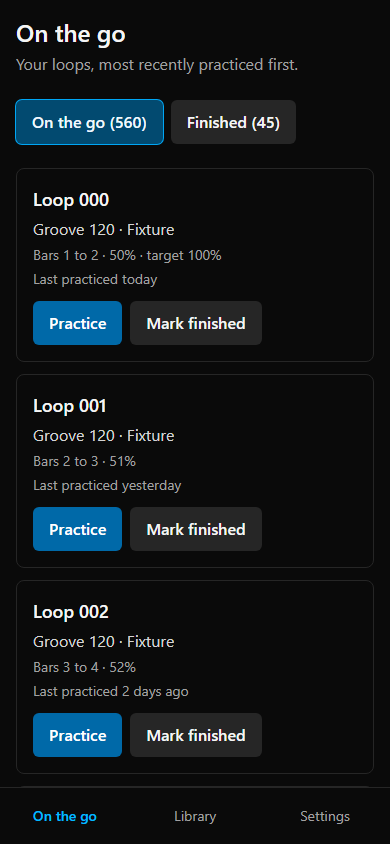 On the go
Your loops, most recently practiced first.
On the go (560)
Finished (45)
Loop 000
Groove 120 · Fixture
Bars 1 to 2 · 50% · target 100%
Last practiced today
Practice
Mark finished
Loop 001
Groove 120 · Fixture
Bars 2 to 3 · 51%
Last practiced yesterday
Practice
Mark finished
Loop 002
Groove 120 · Fixture
Bars 3 to 4 · 52%
Last practiced 2 days ago
Practice
Mark finished
On the go
Library
Settings